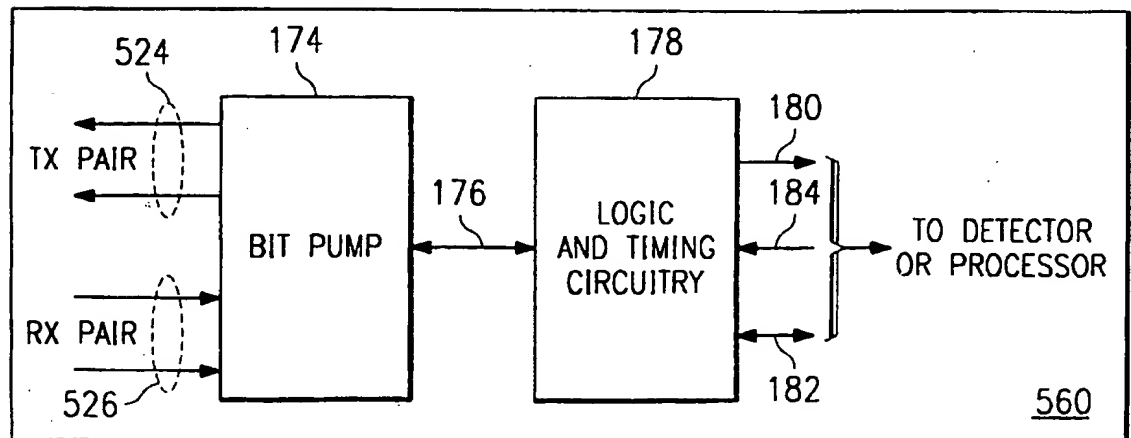 524
174
178
TX PAIR
RX PAIR
526
BIT PUMP
176
LOGIC
AND TIMING
CIRCUITRY
180
184
182
TO DETECTOR
OR PROCESSOR
560